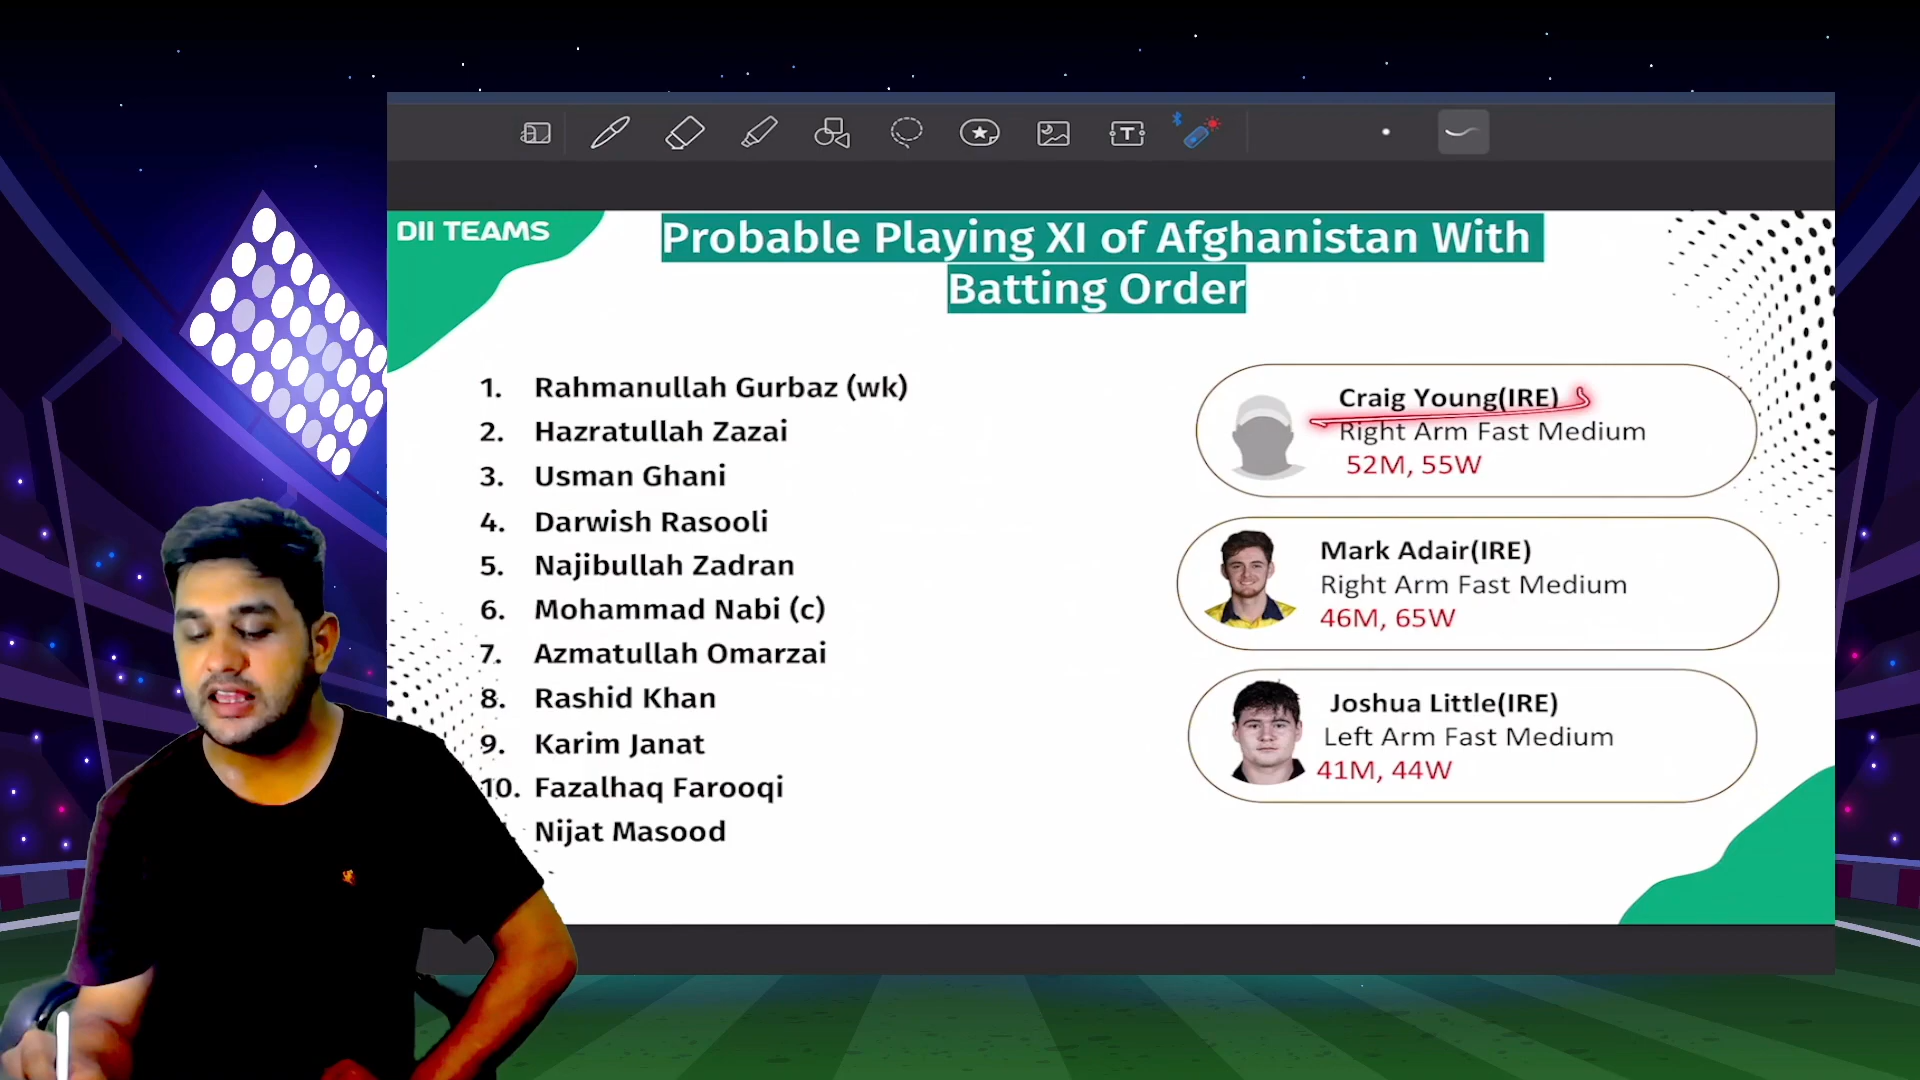 DII TEAMS
Probable Playing XI of Afghanistan With
Batting Order
1. Rahmanullah Gurbaz (wk)
2. Hazratullah Zazai
3. Usman Ghani
4. Darwish Rasooli
5. Najibullah Zadran
6. Mohammad Nabi (c)
7. Azmatullah Omarzai
8. Rashid Khan
9. Karim Janat
10. Fazalhaq Farooqi
Nijat Masood
Craig Young(IRE)
Right Arm Fast Medium
52M, 55W
Mark Adair(IRE)
Right Arm Fast Medium
46M, 65W
Joshua Little(IRE)
Left Arm Fast Medium
41M, 44W